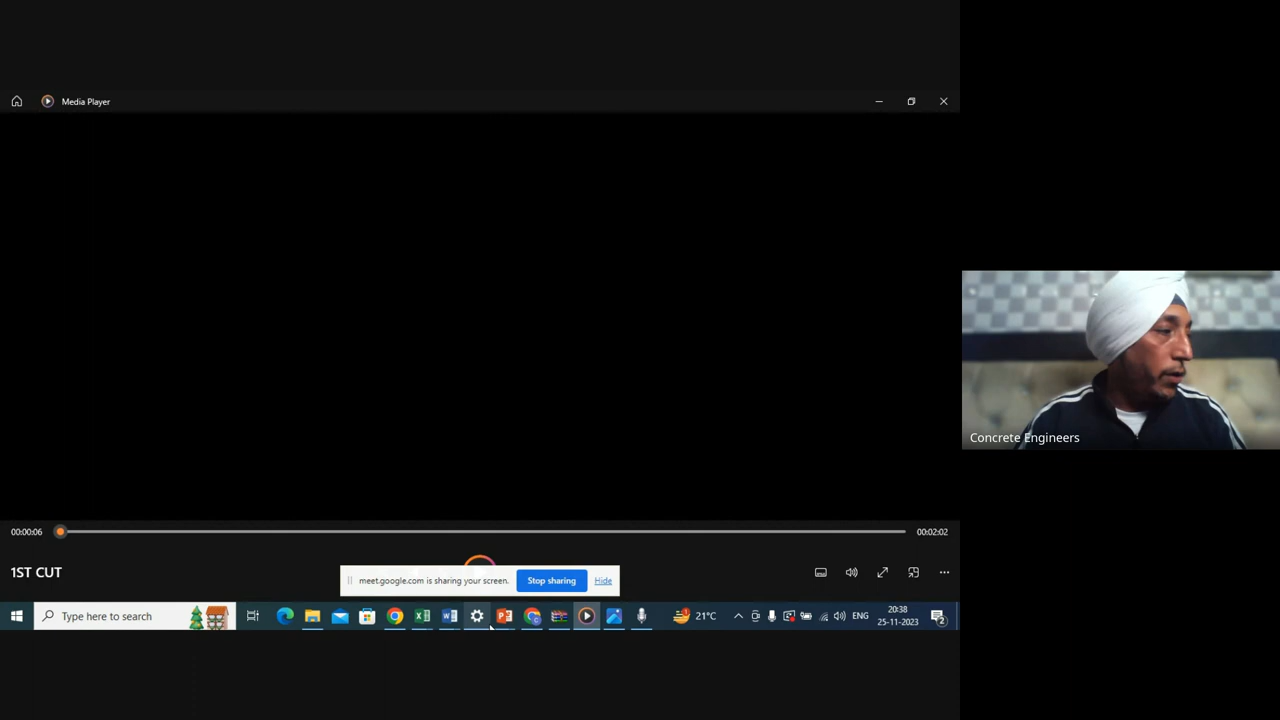 Media Player
Concrete Engineers
00:00:06
00:02:02
1ST CUT
meet.google.com is sharing your screen.
Stop sharing
Hide
Type here to search
21°C
ENG
20:38
25-11-2023
2